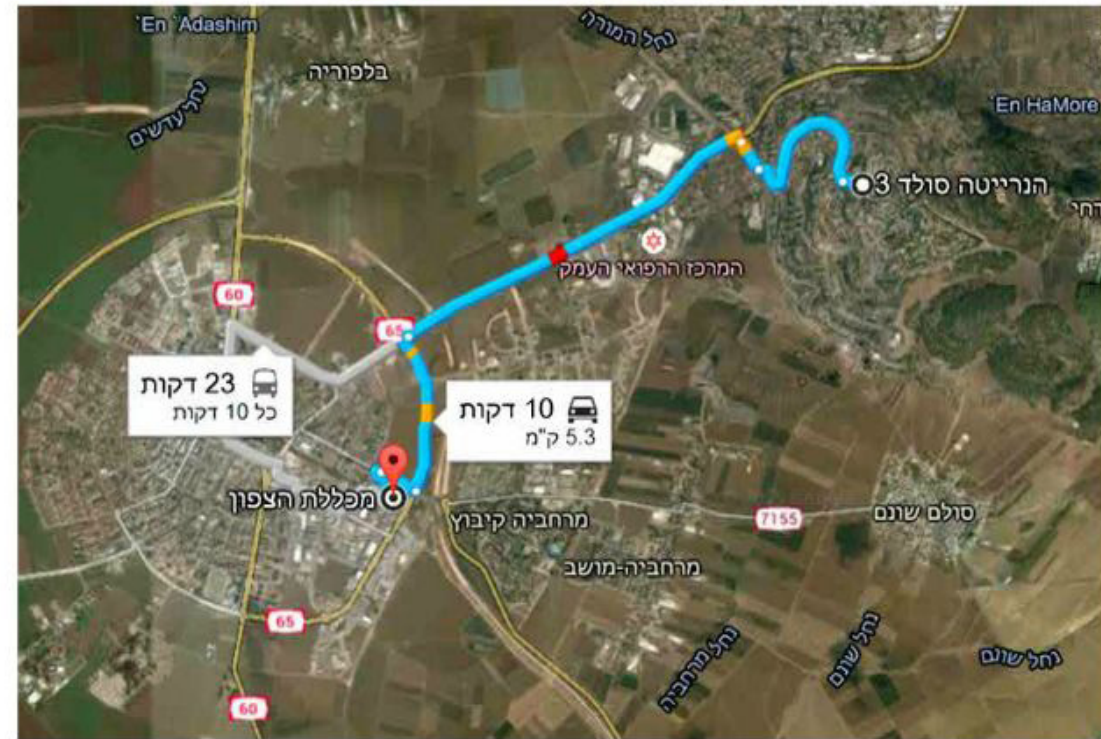 'En 'Adashim
בלפוריה
נחל עדשים
נחל המורה
'En HaMore
הנרייטה סולד 3
המרכז הרפואי העמק
60
65
23 דקות
כל 10 דקות
10 דקות
5.3 ק"מ
מכללת הצפון
מרחביה קיבוץ
7155
סולם שונם
מרחביה-מושב
65
60
נחל מרחביה
נחל שונם
נחל שונם